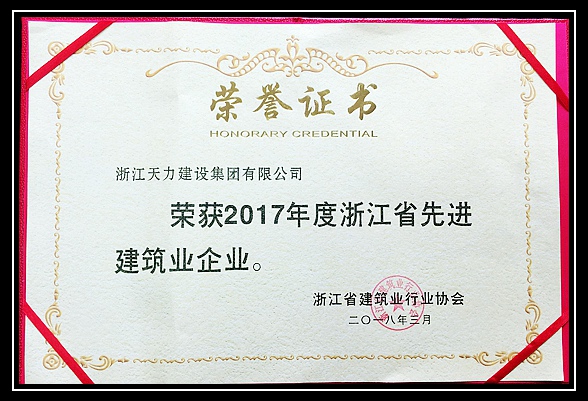 荣誉证书
HONORARY CREDENTIAL
浙江天力建设集团有限公司
荣获2017年度浙江省先进
建筑业企业。
浙江省建筑业行业协会
二〇一八年三月